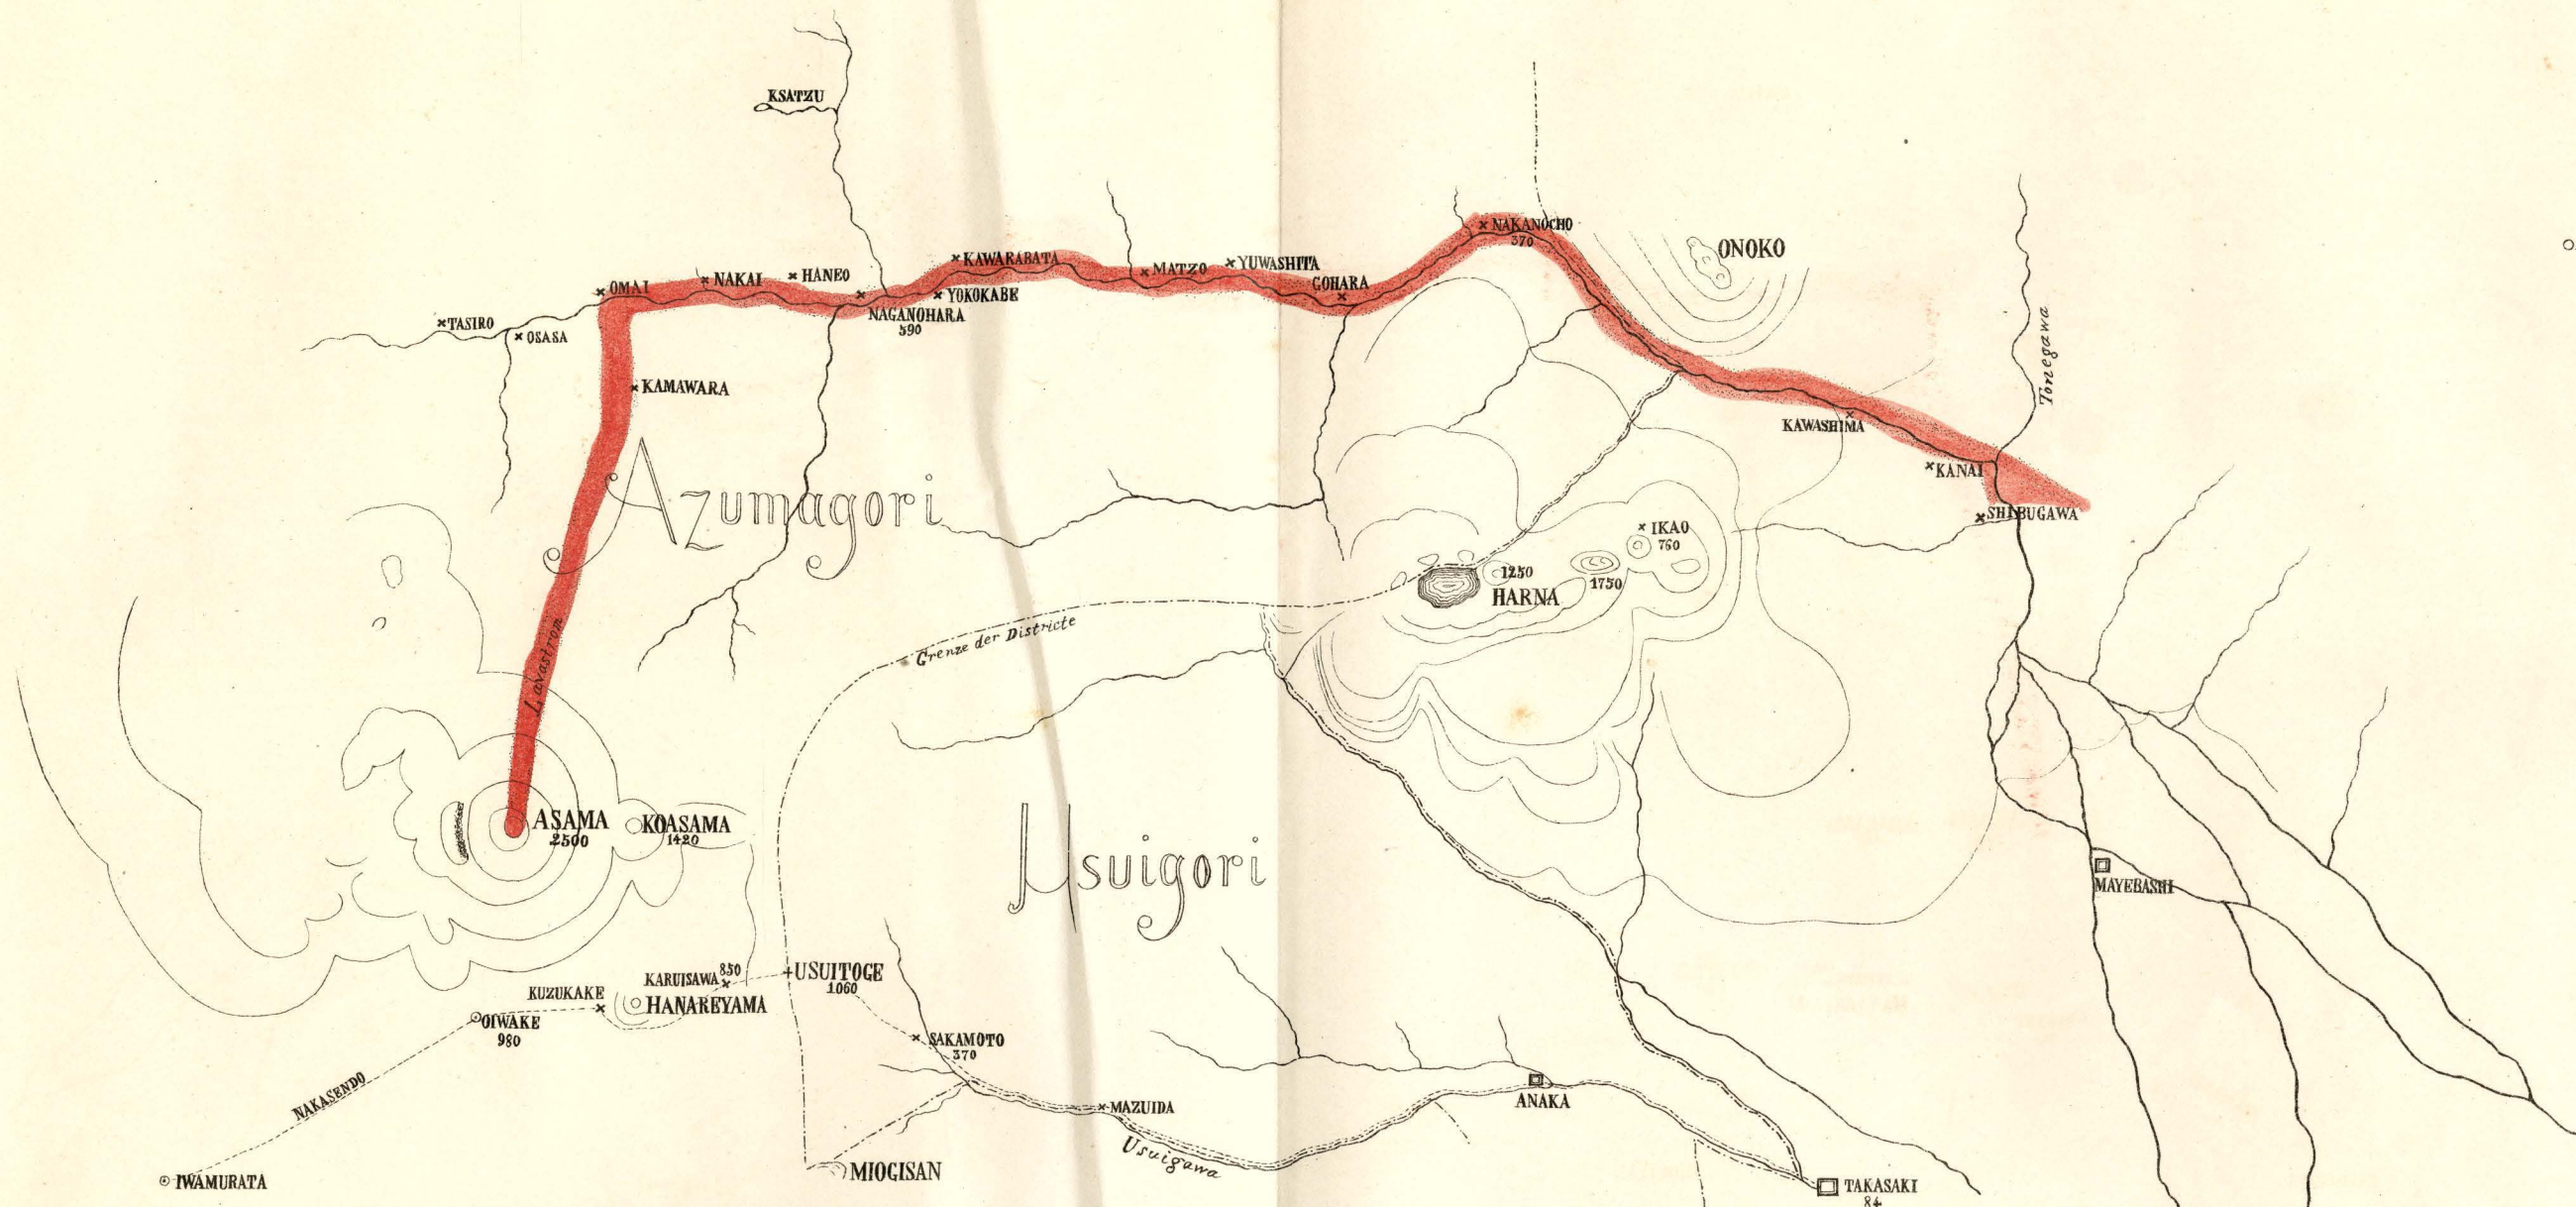 KSATZU
NAKANOCHO
370
ONOKO
KAWARABATA
MATZO
YUWASHITA
GOHARA
OMAI
NAKAI
HANEO
YOKOKABE
NAGANOHARA
590
TASIRO
OSASA
Tonegawa
KAMAWARA
KAWASHIMA
KANAI
Azumagori
SHIBUGAWA
IKAO
760
1250
1750
HARNA
Grenze der Districte
Lavastrom
ASAMA
2500
KOASAMA
1420
Usuigori
MAYEBASHI
KARUISAWA 850
USUITOGE
1060
KUZUKAKE
HANAREYAMA
OIWAKE
980
SAKAMOTO
370
NAKASENDO
MAZUIDA
ANAKA
Usuigawa
MIOGISAN
IWAMURATA
TAKASAKI
84